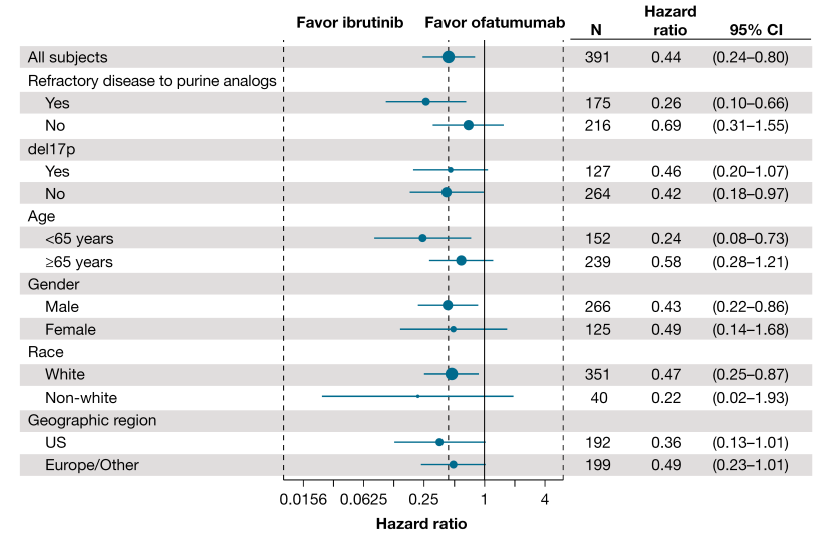 Favor ibrutinib Favor ofatumumab N Hazard ratio 95% CI
All subjects 391 0.44 (0.24–0.80)
Refractory disease to purine analogs
Yes 175 0.26 (0.10–0.66)
No 216 0.69 (0.31–1.55)
del17p
Yes 127 0.46 (0.20–1.07)
No 264 0.42 (0.18–0.97)
Age
<65 years 152 0.24 (0.08–0.73)
≥65 years 239 0.58 (0.28–1.21)
Gender
Male 266 0.43 (0.22–0.86)
Female 125 0.49 (0.14–1.68)
Race
White 351 0.47 (0.25–0.87)
Non-white 40 0.22 (0.02–1.93)
Geographic region
US 192 0.36 (0.13–1.01)
Europe/Other 199 0.49 (0.23–1.01)
0.0156 0.0625 0.25 1 4
Hazard ratio